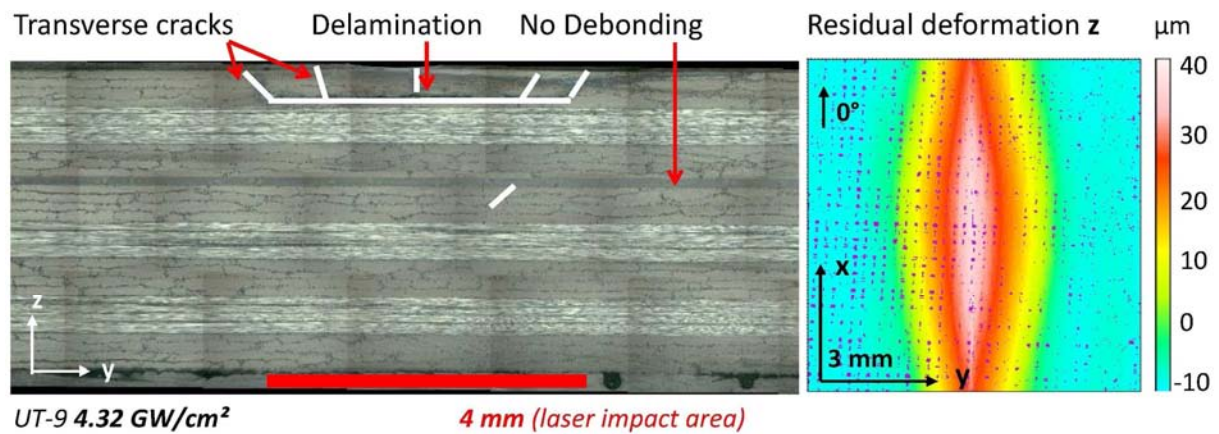 Transverse cracks Delamination No Debonding Residual deformation z µm
40
0°
30
20
10
x
0
z
3 mm
y
y
-10
UT-9 4.32 GW/cm² 4 mm (laser impact area)